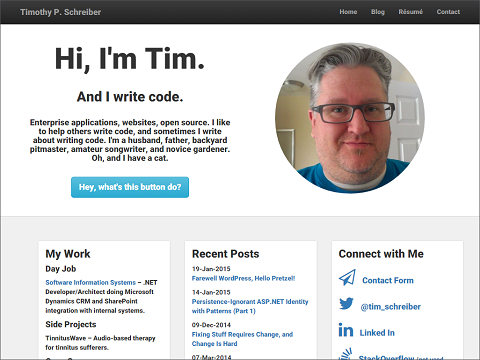 Timothy P. Schreiber
Home Blog Résumé Contact
Hi, I'm Tim.
And I write code.
Enterprise applications, websites, open source. I like
to help others write code, and sometimes I write
about writing code. I'm a husband, father, backyard
pitmaster, amateur songwriter, and novice gardener.
Oh, and I have a cat.
Hey, what's this button do?
My Work
Day Job
Software Information Systems – .NET
Developer/Architect doing Microsoft
Dynamics CRM and SharePoint
integration with internal systems.
Side Projects
TinnitusWave – Audio-based therapy
for tinnitus sufferers.
Recent Posts
19-Jan-2015
Farewell WordPress, Hello Pretzel!
14-Jan-2015
Persistence-Ignorant ASP.NET Identity
with Patterns (Part 1)
09-Dec-2014
Fixing Stuff Requires Change, and
Change Is Hard
07-Mar-2014
Connect with Me
Contact Form
@tim_schreiber
Linked In
StackOverflow (not used